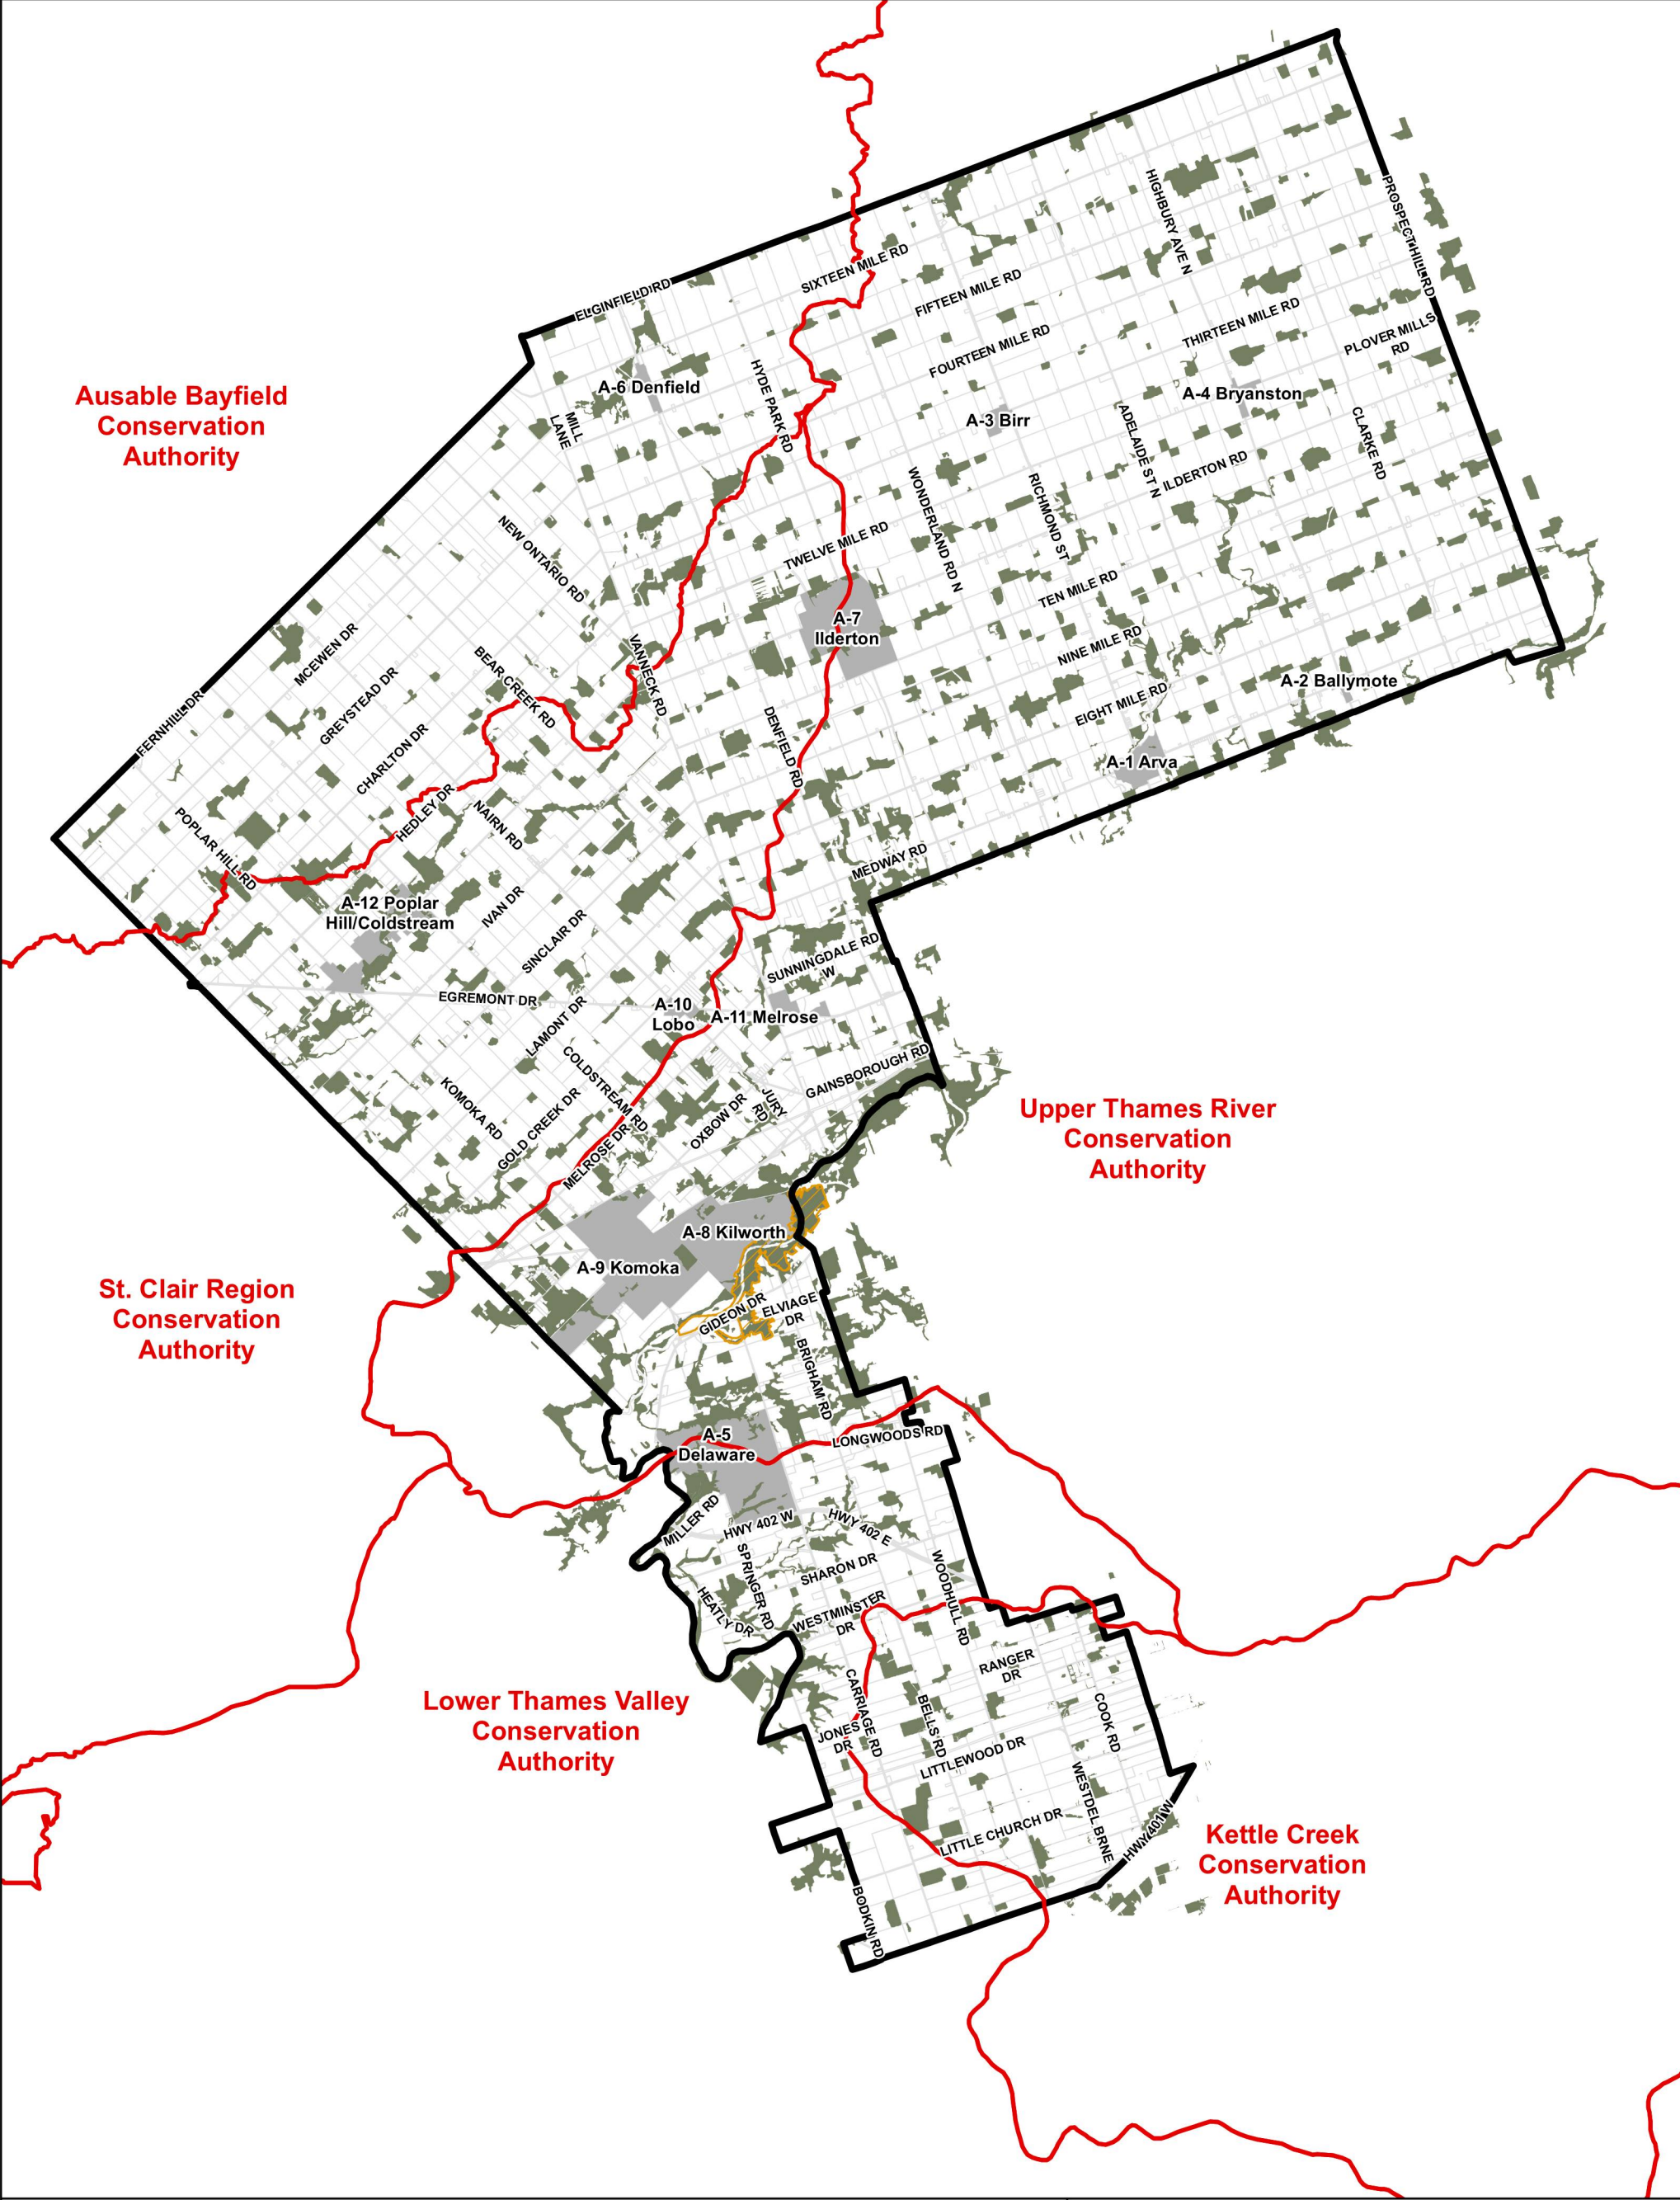 ELGINFIELD RD
SIXTEEN MILE RD
FIFTEEN MILE RD
HIGHBURY AVE N
PROSPECT HILL RD
FOURTEEN MILE RD
THIRTEEN MILE RD
PLOVER MILLS
RD
Ausable Bayfield
Conservation
Authority
A-6 Denfield
MILL
LANE
HYDE PARK RD
A-3 Birr
A-4 Bryanston
ADELAIDE ST N
CLARKE RD
ILDERTON RD
WONDERLAND RD N
RICHMOND ST
NEW ONTARIO RD
TWELVE MILE RD
TEN MILE RD
A-7
Ilderton
NINE MILE RD
MCEWEN DR
GREYSTEAD DR
BEAR CREEK RD
VANNECK RD
EIGHT MILE RD
A-2 Ballymote
FERNHILL DR
CHARLTON DR
DENFIELD RD
A-1 Arva
HEDLEY DR
NAIRN RD
POPLAR HILL RD
MEDWAY RD
A-12 Poplar
Hill/Coldstream
IVAN DR
SINCLAIR DR
SUNNINGDALE RD
W
EGREMONT DR
A-10
Lobo
A-11 Melrose
LAMONT DR
COLDSTREAM RD
GAINSBOROUGH RD
KOMOKA RD
GOLD CREEK DR
MELROSE DR
OXBOW DR
JURY
RD
Upper Thames River
Conservation
Authority
A-8 Kilworth
A-9 Komoka
St. Clair Region
Conservation
Authority
GIDEON DR
ELVIAGE
DR
BRIGHAM RD
A-5
Delaware
LONGWOODS RD
MILLER RD
HWY 402 W
HWY 402 E
SPRINGER RD
SHARON DR
WOODHULL RD
HEATLY DR
WESTMINSTER
DR
RANGER
DR
Lower Thames Valley
Conservation
Authority
CARRIAGE RD
BELLS RD
COOK RD
JONES
DR
LITTLEWOOD DR
WESTDEL BRNE
HWY 401 W
LITTLE CHURCH DR
Kettle Creek
Conservation
Authority
BODKIN RD